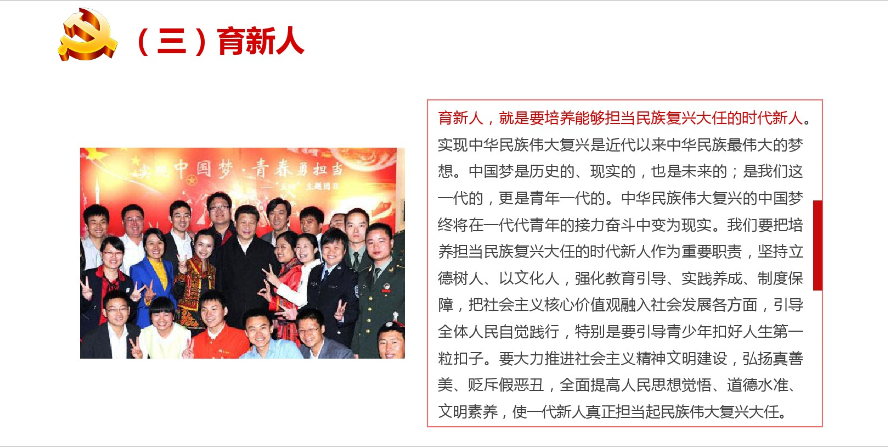 （三）育新人
中国梦·青春勇担当
育新人，就是要培养能够担当民族复兴大任的时代新人。
实现中华民族伟大复兴是近代以来中华民族最伟大的梦
想。中国梦是历史的、现实的，也是未来的；是我们这
一代的，更是青年一代的。中华民族伟大复兴的中国梦
终将在一代代青年的接力奋斗中变为现实。我们要把培
养担当民族复兴大任的时代新人作为重要职责，坚持立
德树人、以文化人，强化教育引导、实践养成、制度保
障，把社会主义核心价值观融入社会发展各方面，引导
全体人民自觉践行，特别是要引导青少年扣好人生第一
粒扣子。要大力推进社会主义精神文明建设，弘扬真善
美、贬斥假恶丑，全面提高人民思想觉悟、道德水准、
文明素养，使一代新人真正担当起民族伟大复兴大任。